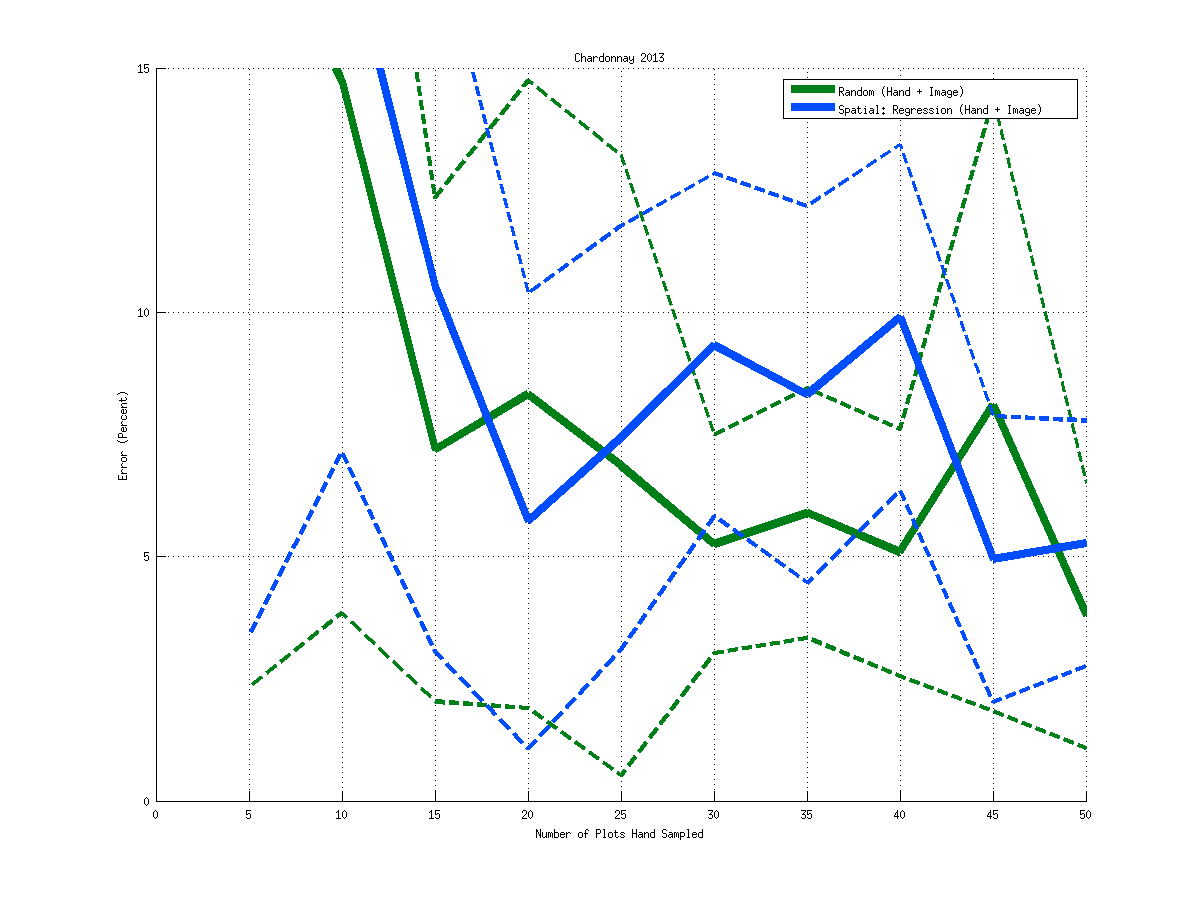 Chardonnay 2013
Random (Hand + Image)
Spatial: Regression (Hand + Image)
Error (Percent)
15
10
5
0
0 5 10 15 20 25 30 35 40 45 50
Number of Plots Hand Sampled